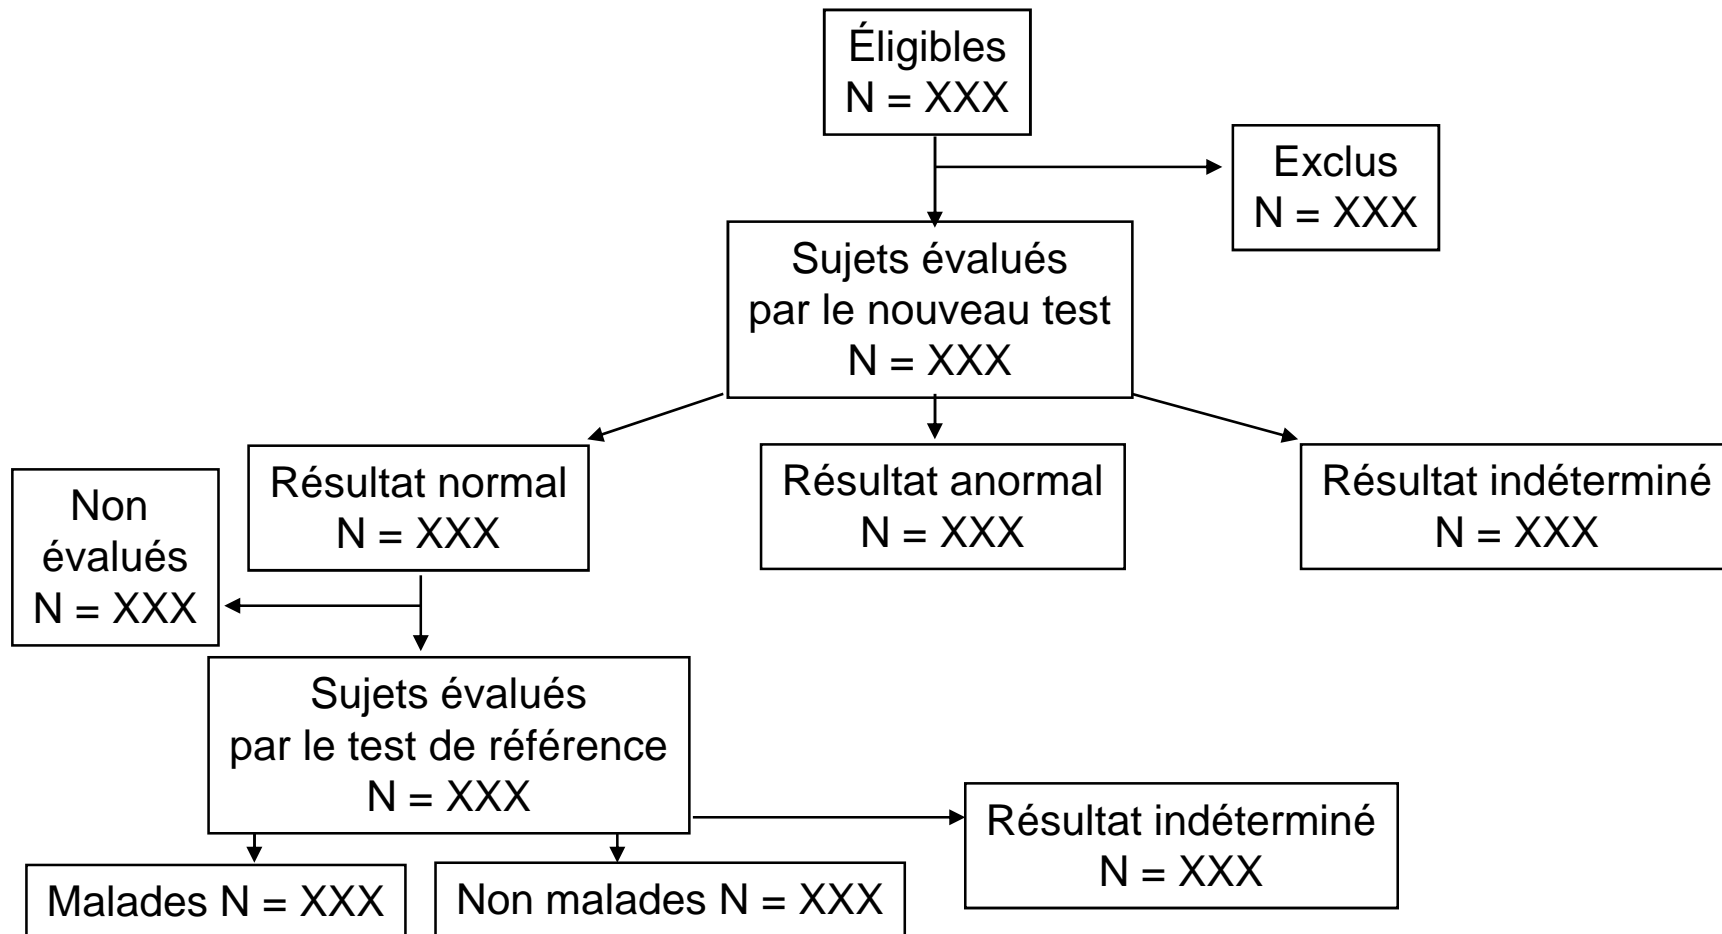 Éligibles
N = XXX
Exclus
N = XXX
Sujets évalués
par le nouveau test
N = XXX
Résultat normal
N = XXX
Résultat anormal
N = XXX
Résultat indéterminé
N = XXX
Non
évalués
N = XXX
Sujets évalués
par le test de référence
N = XXX
Résultat indéterminé
N = XXX
Malades N = XXX
Non malades N = XXX